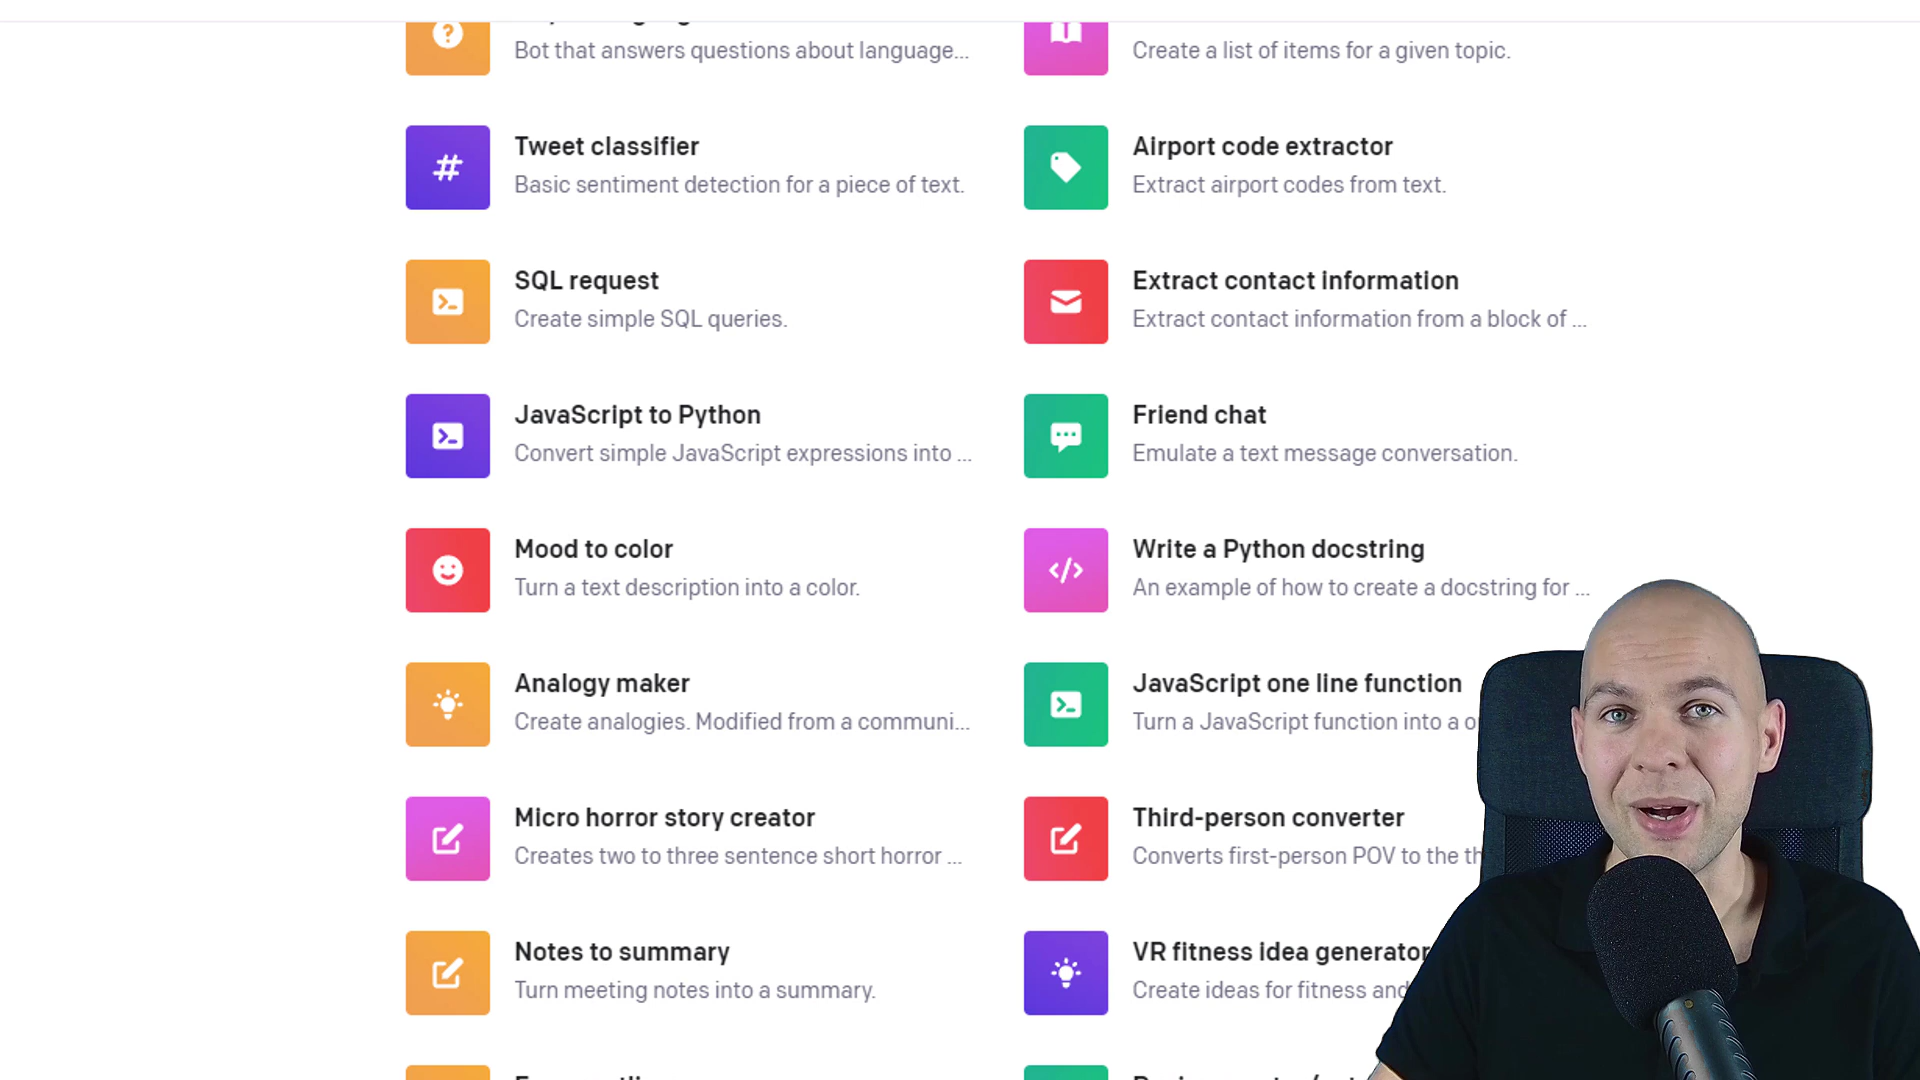 Bot that answers questions about language...
Create a list of items for a given topic.
Tweet classifier
Basic sentiment detection for a piece of text.
Airport code extractor
Extract airport codes from text.
SQL request
Create simple SQL queries.
Extract contact information
Extract contact information from a block of ...
JavaScript to Python
Convert simple JavaScript expressions into ...
Friend chat
Emulate a text message conversation.
Mood to color
Turn a text description into a color.
Write a Python docstring
An example of how to create a docstring for ...
Analogy maker
Create analogies. Modified from a communi...
JavaScript one line function
Turn a JavaScript function into a
Micro horror story creator
Creates two to three sentence short horror ...
Third-person converter
Converts first-person POV to the
Notes to summary
Turn meeting notes into a summary.
VR fitness idea generator
Create ideas for fitness and